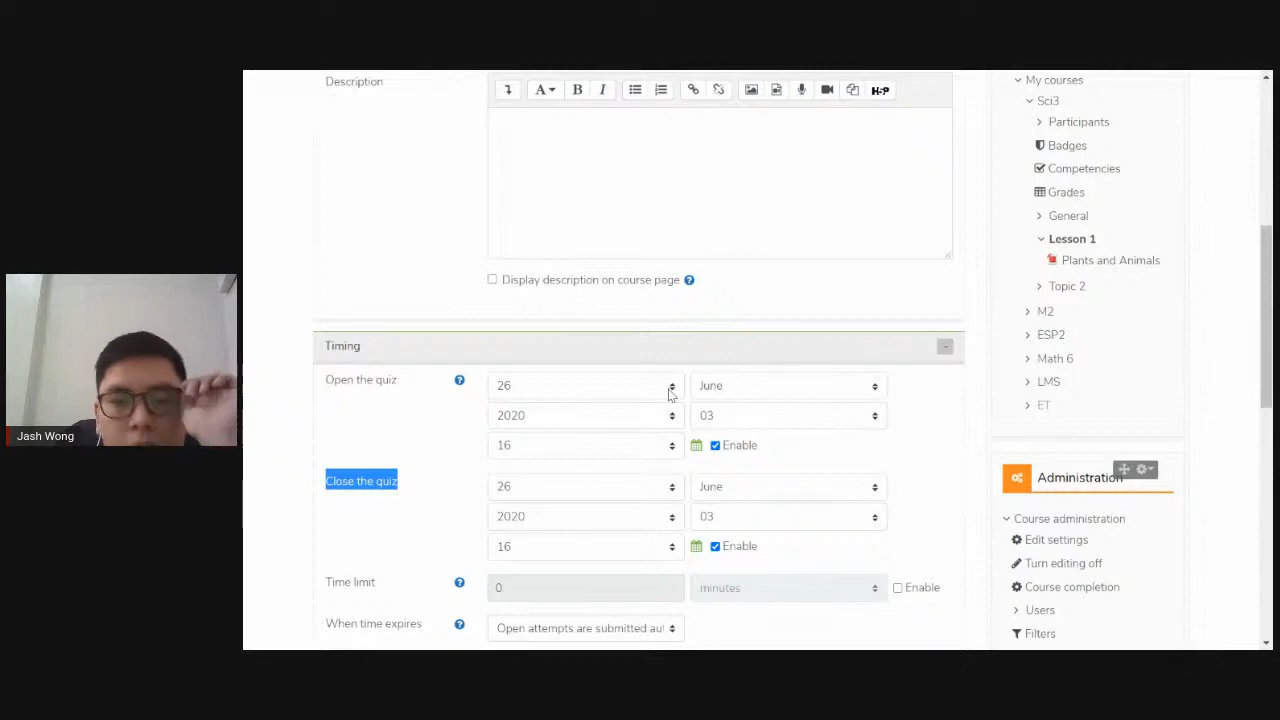 Description
A B I H-P
Display description on course page ?
Timing -
Open the quiz ? 26 June
2020 03
16 Enable
Close the quiz 26 June
2020 03
16 Enable
Time limit ? 0 minutes Enable
When time expires ? Open attempts are submitted aut
My courses
Sci3
Participants
Badges
Competencies
Grades
General
Lesson 1
Plants and Animals
Topic 2
M2
ESP2
Math 6
LMS
ET
Administration
Course administration
Edit settings
Turn editing off
Course completion
Users
Filters
Jash Wong